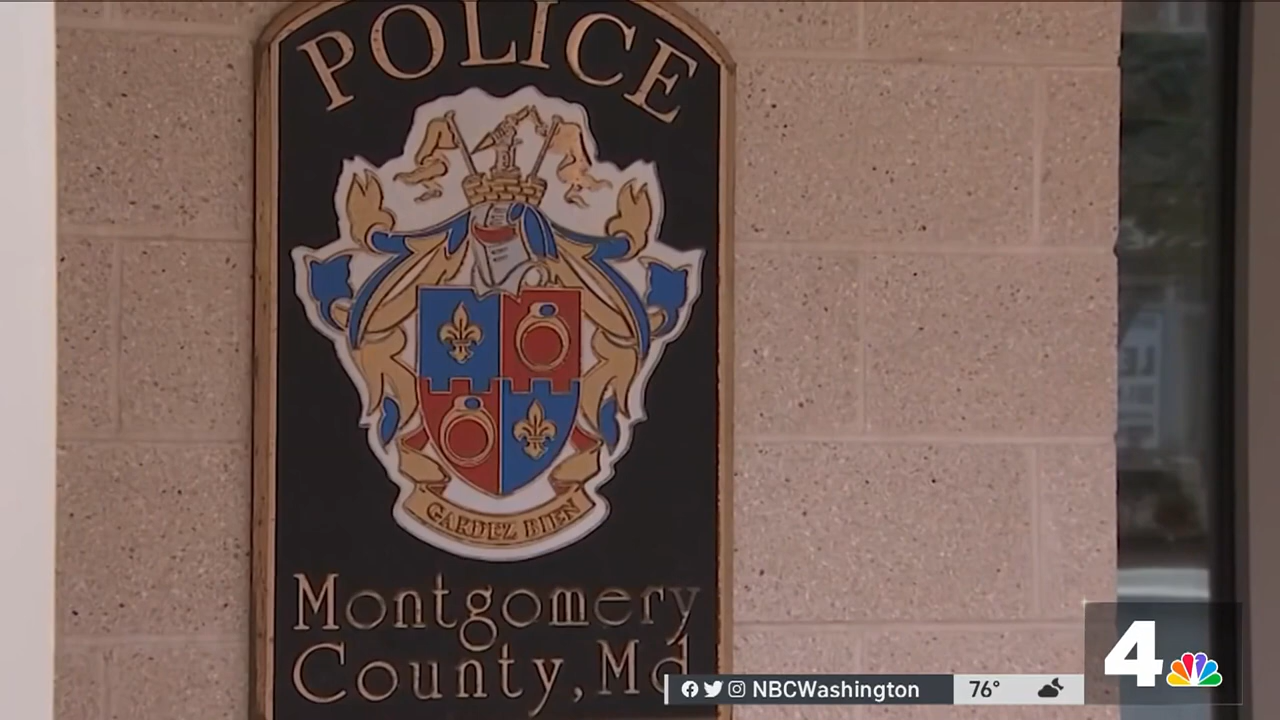 POLICE
GARDEZ BIEN
Montgomery
County, Md
NBCWashington
76°
4